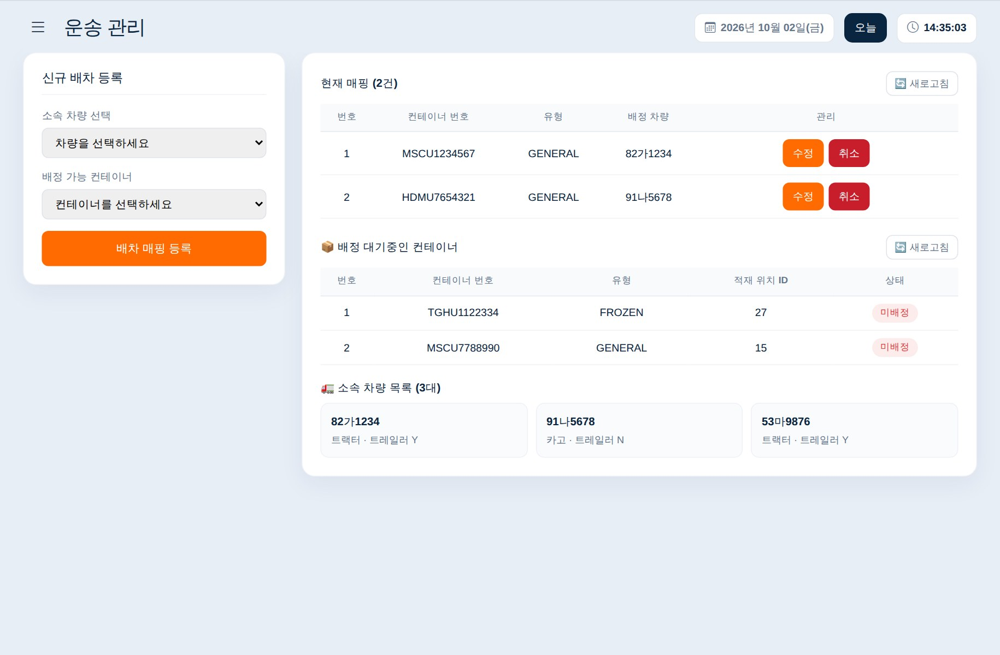 운송 관리
2026년 10월 02일(금)
오늘
14:35:03
신규 배차 등록
소속 차량 선택
차량을 선택하세요
배정 가능 컨테이너
컨테이너를 선택하세요
배차 매핑 등록
현재 매핑 (2건)
새로고침
번호 컨테이너 번호 유형 배정 차량 관리
1 MSCU1234567 GENERAL 82가1234 수정 취소
2 HDMU7654321 GENERAL 91나5678 수정 취소
배정 대기중인 컨테이너
새로고침
번호 컨테이너 번호 유형 적재 위치 ID 상태
1 TGHU1122334 FROZEN 27 미배정
2 MSCU7788990 GENERAL 15 미배정
소속 차량 목록 (3대)
82가1234
트랙터 · 트레일러 Y
91나5678
카고 · 트레일러 N
53마9876
트랙터 · 트레일러 Y